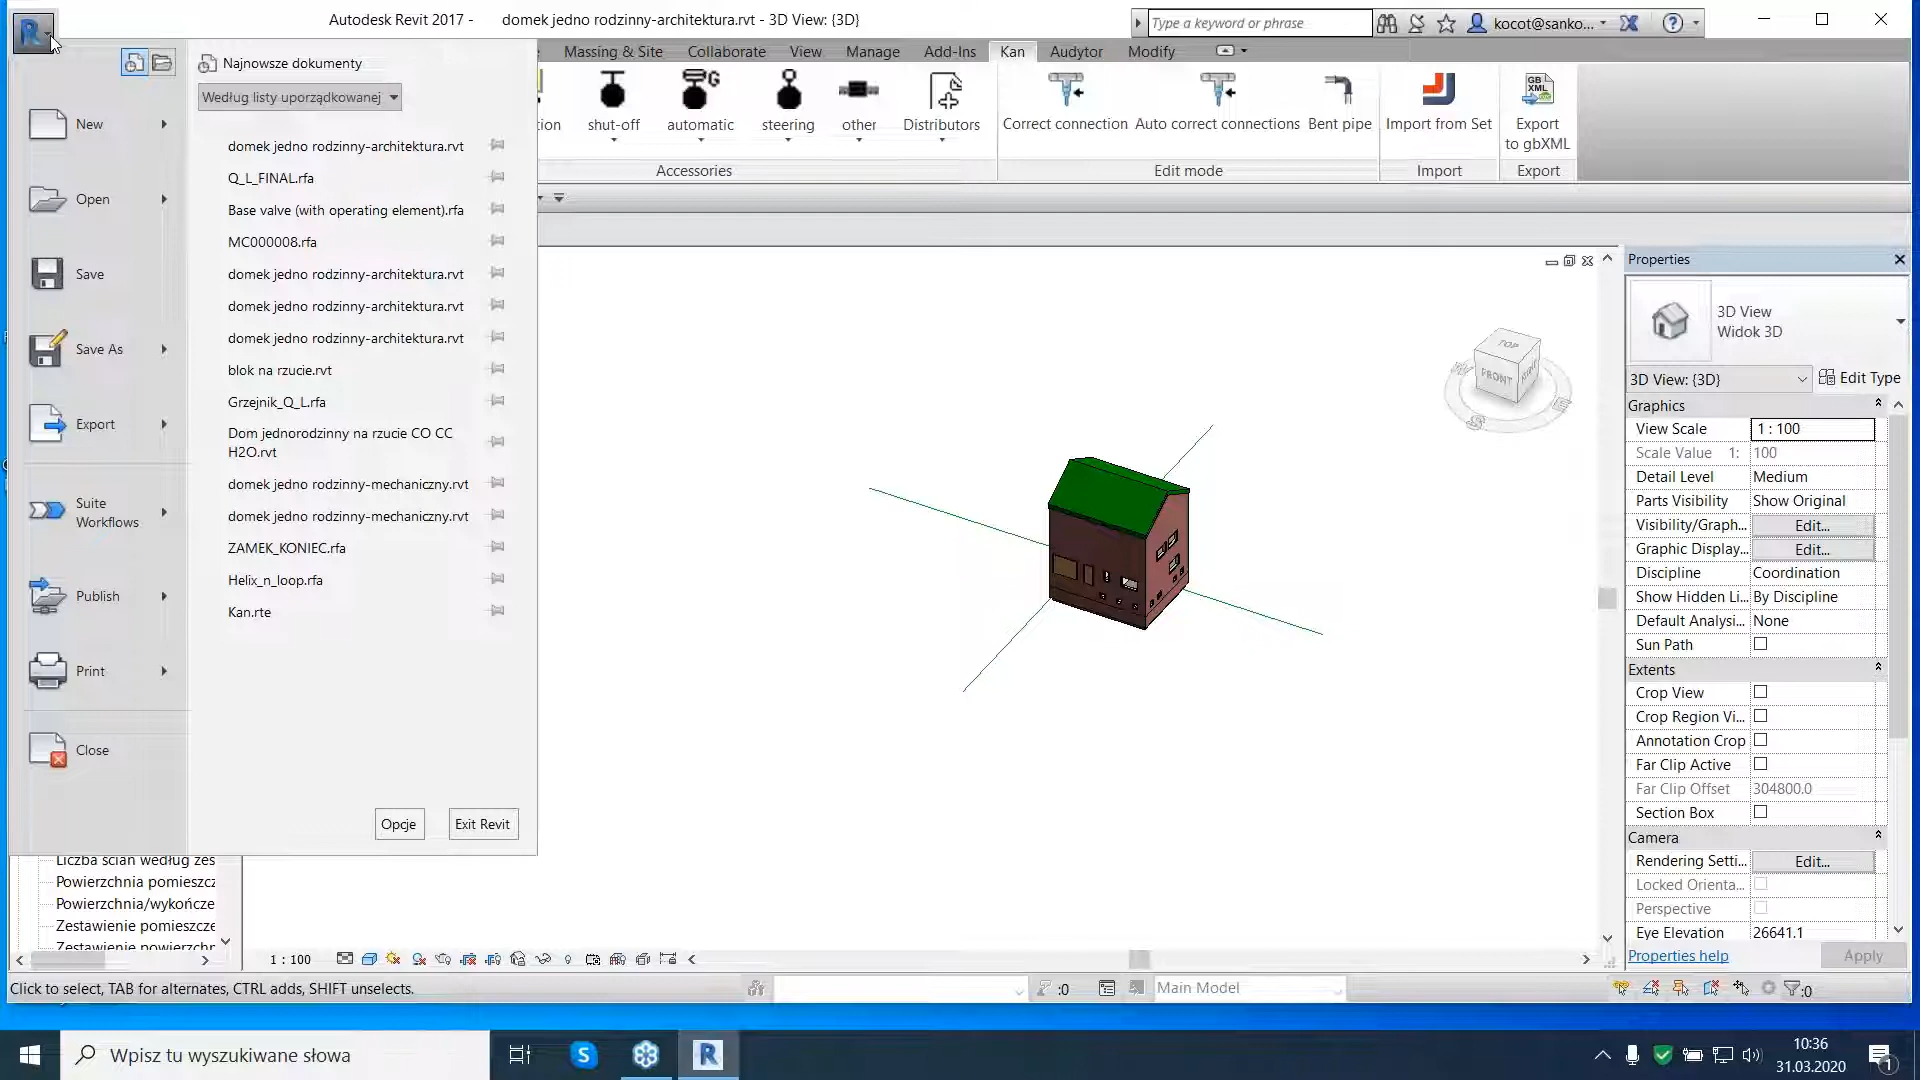 Autodesk Revit 2017 - domek jedno rodzinny-architektura.rvt - 3D View: {3D}
Type a keyword or phrase
kocot@sanko...
Massing & Site Collaborate View Manage Add-Ins Kan Audytor Modify
Najnowsze dokumenty
Według listy uporządkowanej
New
Open
Save
Save As
Export
Suite
Workflows
Publish
Print
Close
domek jedno rodzinny-architektura.rvt
Q_L_FINAL.rfa
Base valve (with operating element).rfa
MC000008.rfa
domek jedno rodzinny-architektura.rvt
domek jedno rodzinny-architektura.rvt
domek jedno rodzinny-architektura.rvt
blok na rzucie.rvt
Grzejnik_Q_L.rfa
Dom jednorodzinny na rzucie CO CC
H2O.rvt
domek jedno rodzinny-mechaniczny.rvt
domek jedno rodzinny-mechaniczny.rvt
ZAMEK_KONIEC.rfa
Helix_n_loop.rfa
Kan.rte
Opcje Exit Revit
tion shut-off automatic steering other Distributors
Correct connection Auto correct connections Bent pipe Import from Set
GB
XML
Export
to gbXML
Accessories Edit mode Import Export
TOP
FRONT
S
E
Properties
3D View
Widok 3D
3D View: {3D} Edit Type
Graphics
View Scale 1 : 100
Scale Value 1: 100
Detail Level Medium
Parts Visibility Show Original
Visibility/Graph... Edit...
Graphic Display... Edit...
Discipline Coordination
Show Hidden Li... By Discipline
Default Analysi... None
Sun Path
Extents
Crop View
Crop Region Vi...
Annotation Crop
Far Clip Active
Far Clip Offset 304800.0
Section Box
Camera
Rendering Setti... Edit...
Locked Orienta...
Perspective
Eye Elevation 26641.1
Properties help Apply
Liczba ścian według zes
Powierzchnia pomieszcz
Powierzchnia/wykończe
Zestawienie pomieszcze
Zestawienie powierzchr
1 : 100
Click to select, TAB for alternates, CTRL adds, SHIFT unselects.
:0
Main Model
:0
Wpisz tu wyszukiwane słowa
10:36
31.03.2020
1